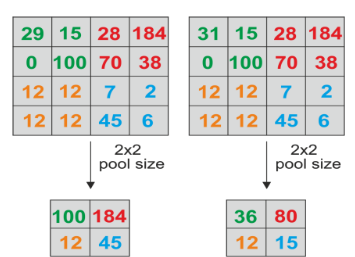 29 15 28 184
0 100 70 38
12 12 7 2
12 12 45 6
2x2
pool size
100 184
12 45
31 15 28 184
0 100 70 38
12 12 7 2
12 12 45 6
2x2
pool size
36 80
12 15